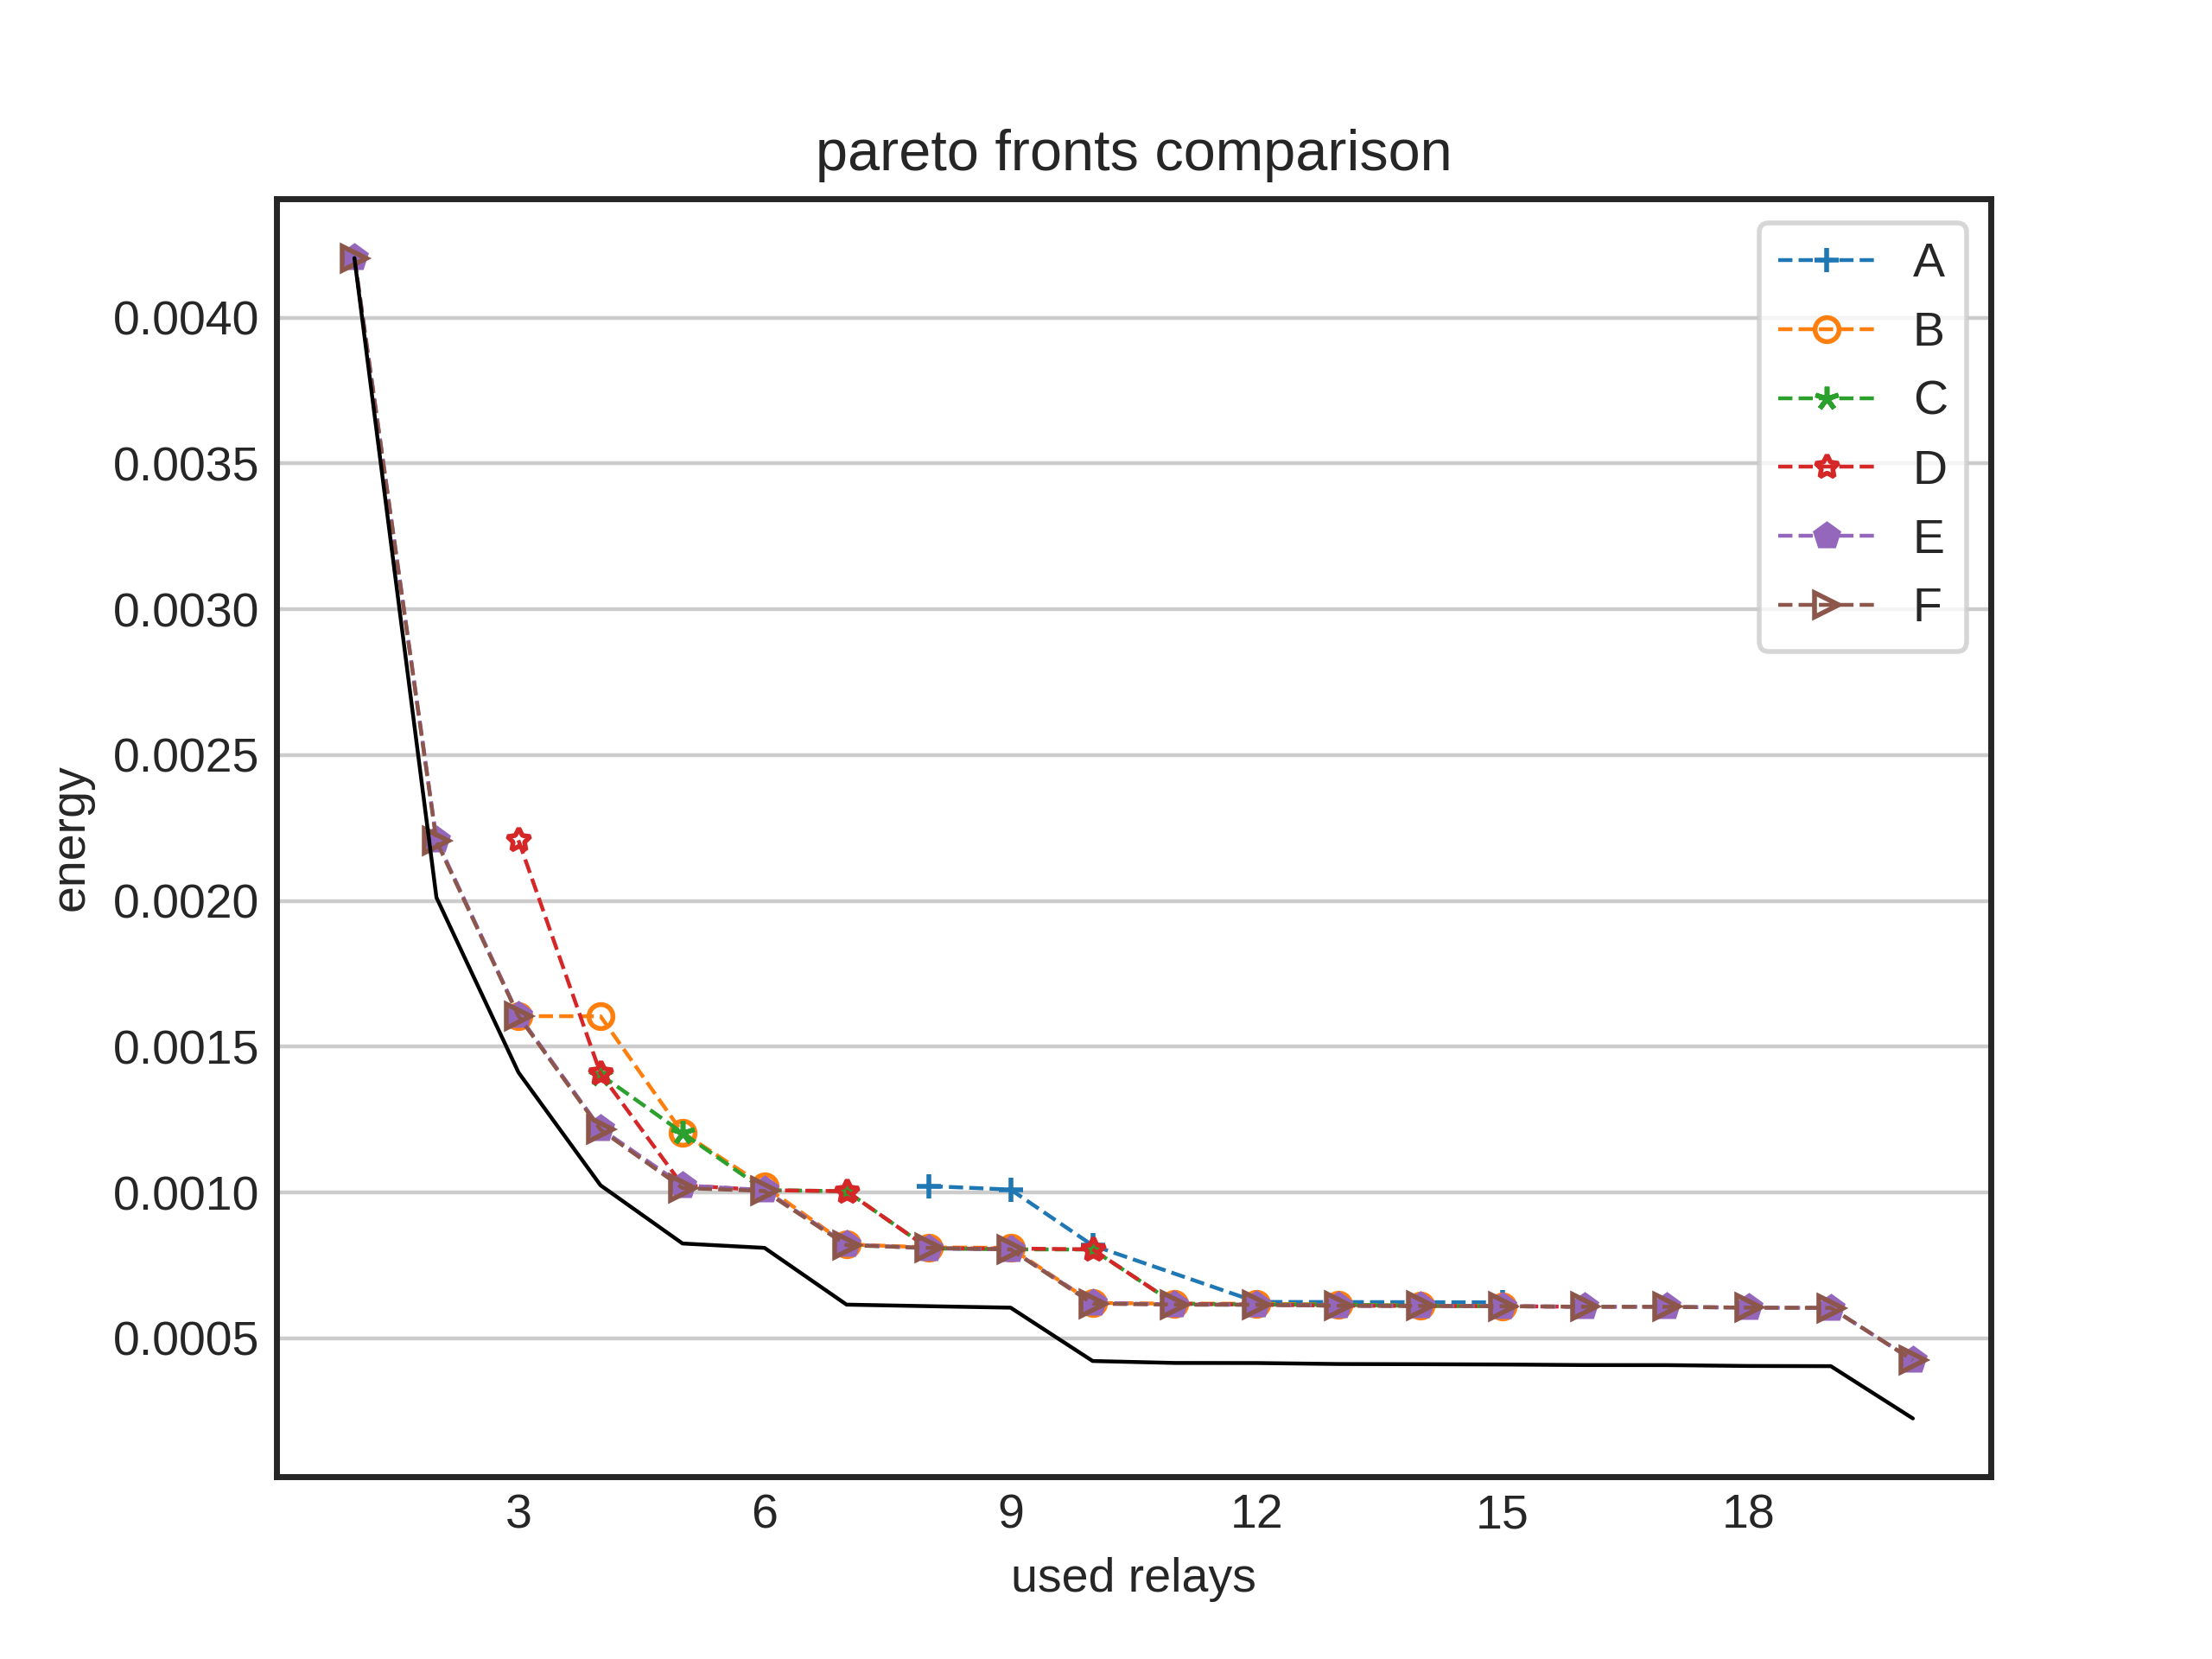 pareto fronts comparison
A
B
C
D
E
F
0.0040
0.0035
0.0030
0.0025
0.0020
0.0015
0.0010
0.0005
energy
3 6 9 12 15 18
used relays